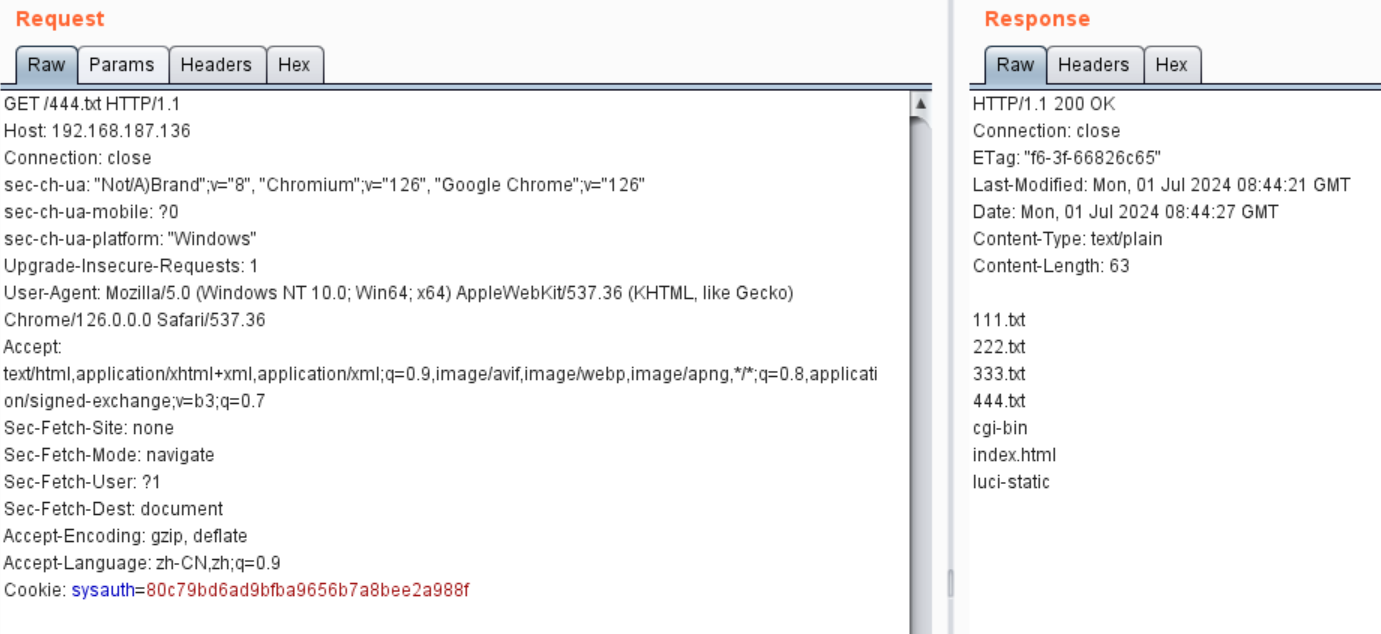 Request
Raw Params Headers Hex
GET /444.txt HTTP/1.1
Host: 192.168.187.136
Connection: close
sec-ch-ua: "Not/A)Brand";v="8", "Chromium";v="126", "Google Chrome";v="126"
sec-ch-ua-mobile: ?0
sec-ch-ua-platform: "Windows"
Upgrade-Insecure-Requests: 1
User-Agent: Mozilla/5.0 (Windows NT 10.0; Win64; x64) AppleWebKit/537.36 (KHTML, like Gecko)
Chrome/126.0.0.0 Safari/537.36
Accept:
text/html,application/xhtml+xml,application/xml;q=0.9,image/avif,image/webp,image/apng,*/*;q=0.8,applicati
on/signed-exchange;v=b3;q=0.7
Sec-Fetch-Site: none
Sec-Fetch-Mode: navigate
Sec-Fetch-User: ?1
Sec-Fetch-Dest: document
Accept-Encoding: gzip, deflate
Accept-Language: zh-CN,zh;q=0.9
Cookie: sysauth=80c79bd6ad9bfba9656b7a8bee2a988f
Response
Raw Headers Hex
HTTP/1.1 200 OK
Connection: close
ETag: "f6-3f-66826c65"
Last-Modified: Mon, 01 Jul 2024 08:44:21 GMT
Date: Mon, 01 Jul 2024 08:44:27 GMT
Content-Type: text/plain
Content-Length: 63
111.txt
222.txt
333.txt
444.txt
cgi-bin
index.html
luci-static